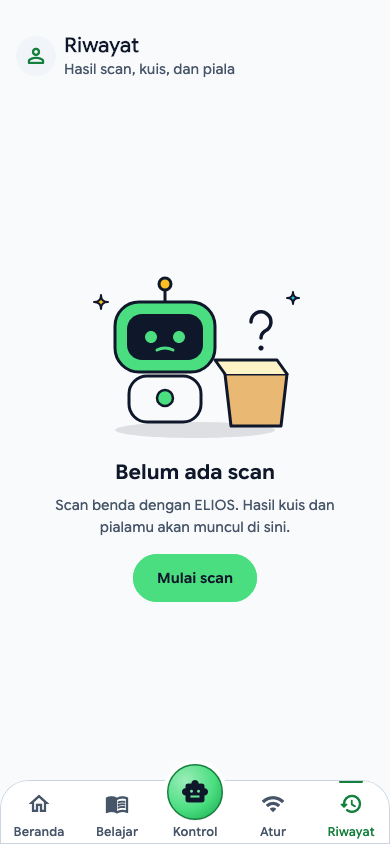 Riwayat
Hasil scan, kuis, dan piala
?
Belum ada scan
Scan benda dengan ELIOS. Hasil kuis dan
pialamu akan muncul di sini.
Mulai scan
Beranda
Belajar
Kontrol
Atur
Riwayat